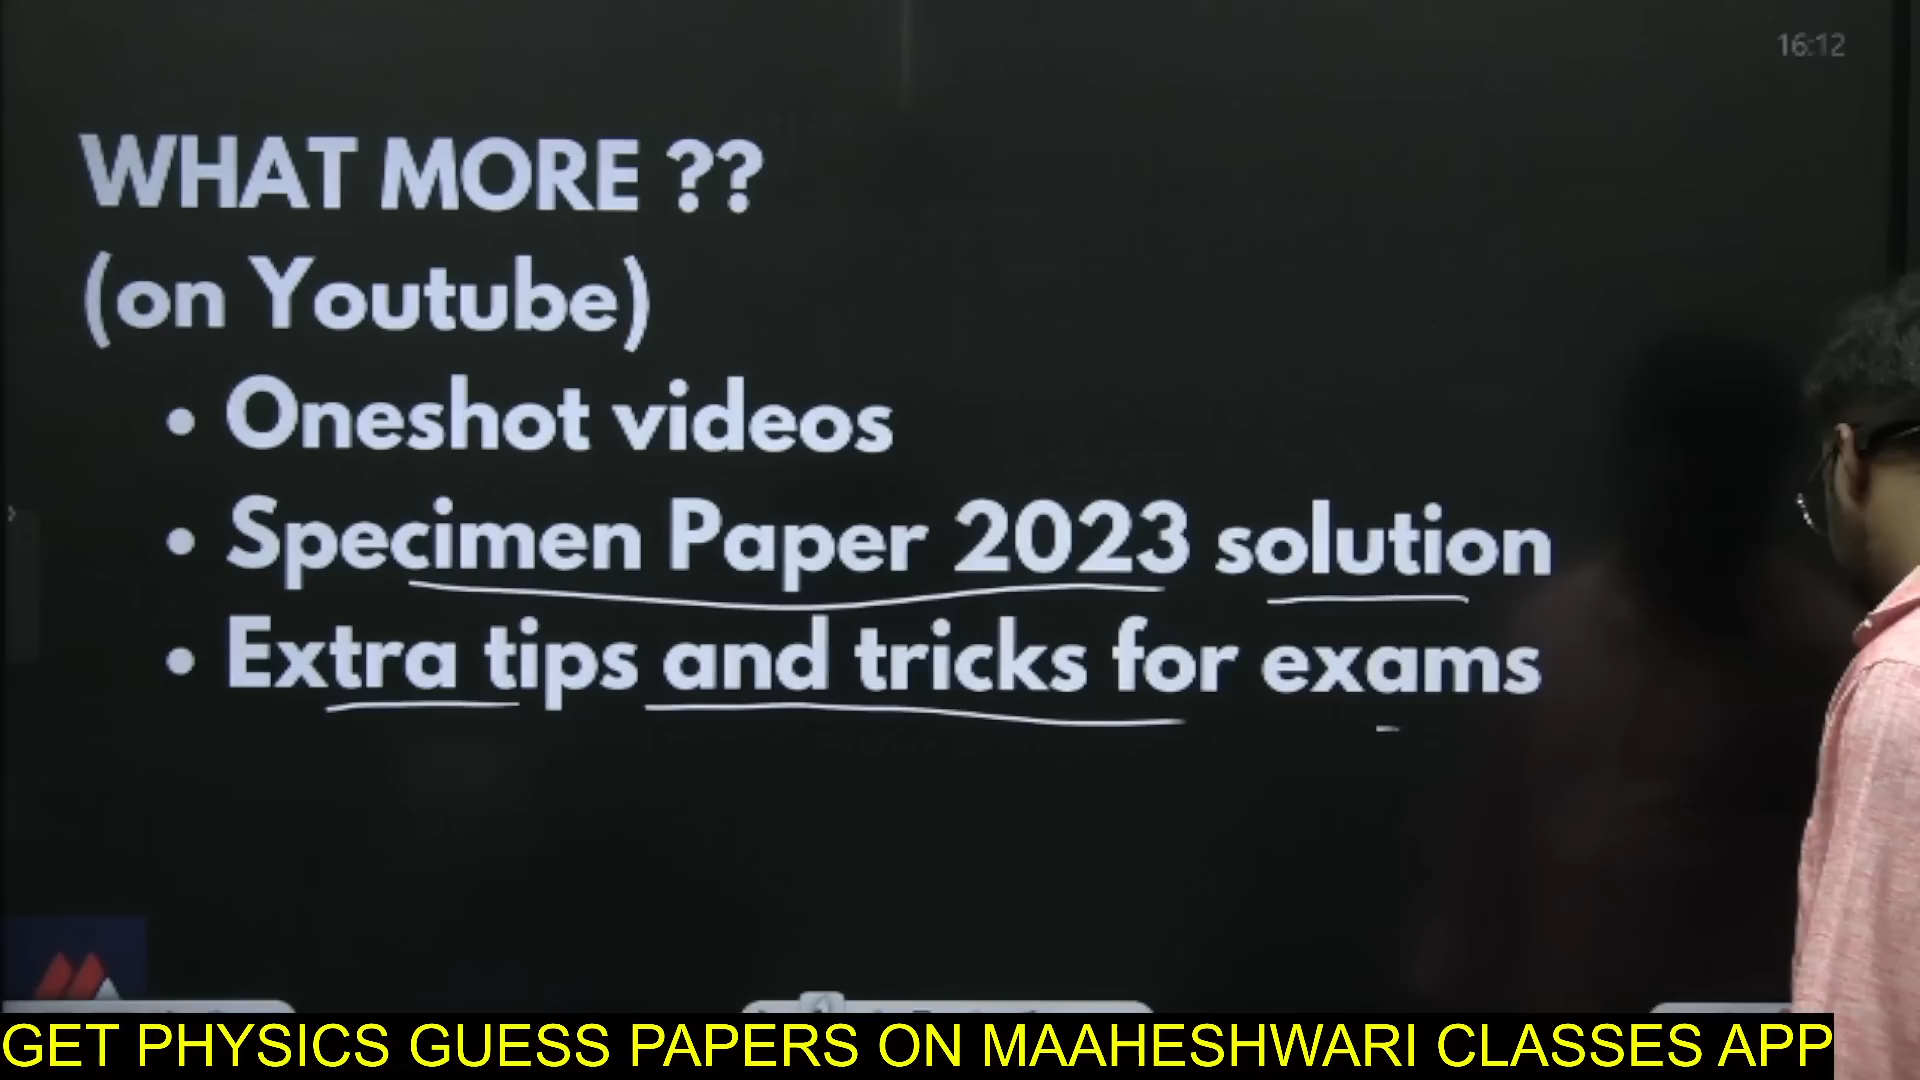 16:12
WHAT MORE ??
(on Youtube)
• Oneshot videos
• Specimen Paper 2023 solution
• Extra tips and tricks for exams
GET PHYSICS GUESS PAPERS ON MAAHESHWARI CLASSES APP